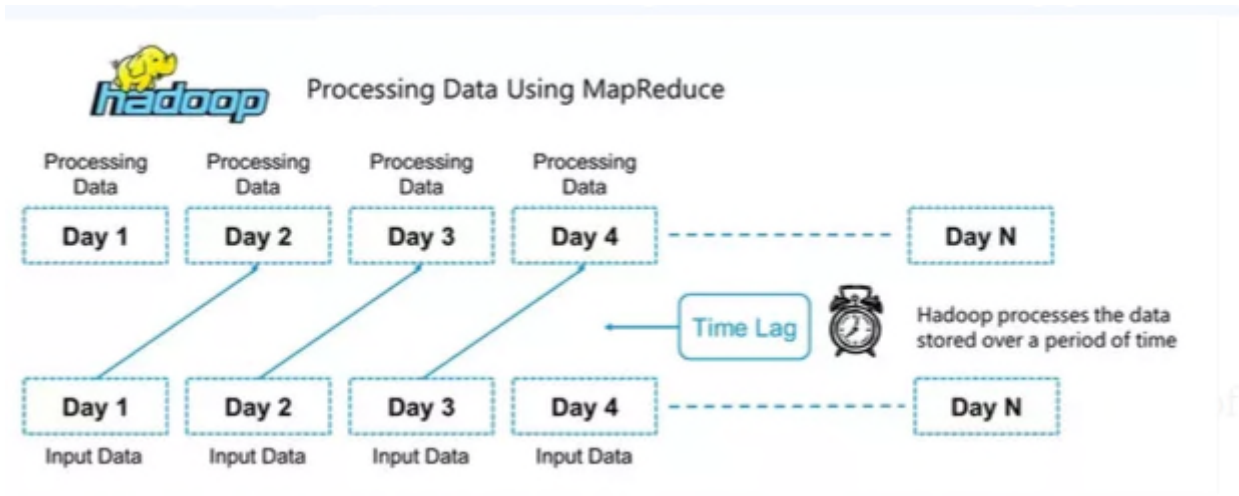 hadoop
Processing Data Using MapReduce
Processing Data
Processing Data
Processing Data
Processing Data
Day 1
Day 2
Day 3
Day 4
Day N
Time Lag
Hadoop processes the data
stored over a period of time
Day 1
Day 2
Day 3
Day 4
Day N
Input Data
Input Data
Input Data
Input Data